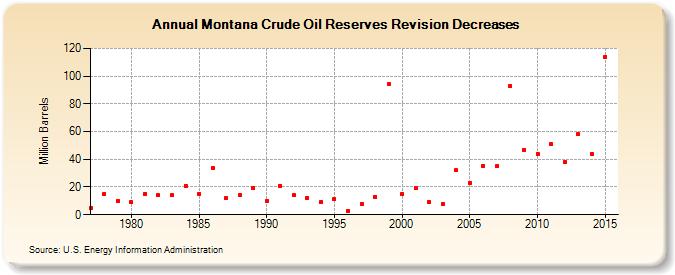 Annual Montana Crude Oil Reserves Revision Decreases
Million Barrels
120
100
80
60
40
20
0
1980 1985 1990 1995 2000 2005 2010 2015
Source: U.S. Energy Information Administration